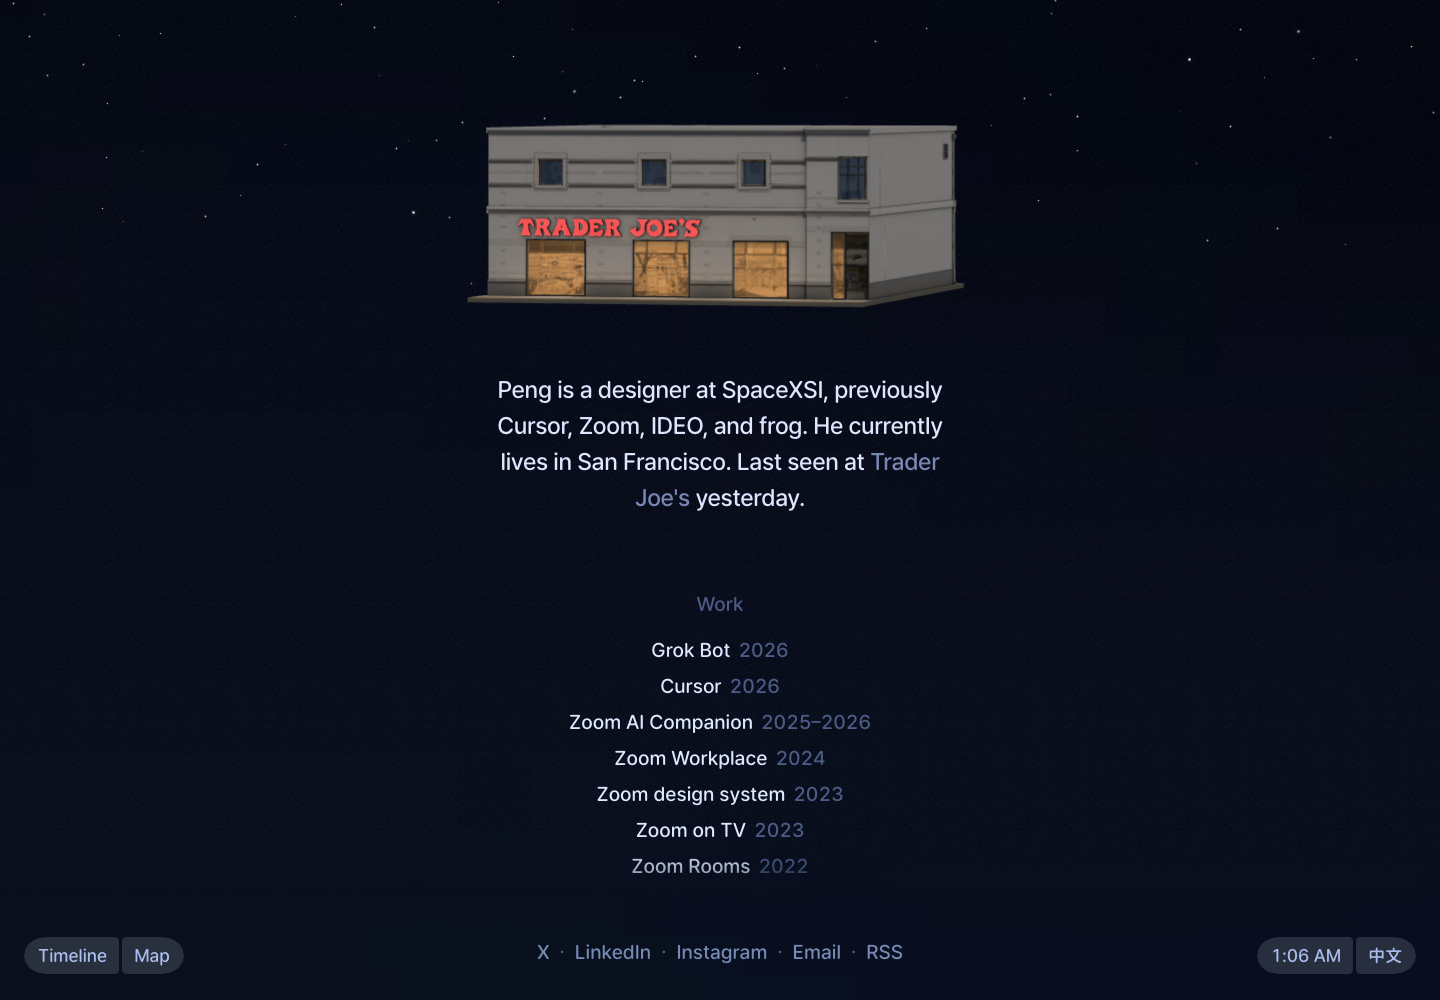 TRADER JOE'S
Peng is a designer at SpaceXSI, previously
Cursor, Zoom, IDEO, and frog. He currently
lives in San Francisco. Last seen at Trader
Joe's yesterday.
Work
Grok Bot 2026
Cursor 2026
Zoom AI Companion 2025–2026
Zoom Workplace 2024
Zoom design system 2023
Zoom on TV 2023
Zoom Rooms 2022
Timeline Map
X · LinkedIn · Instagram · Email · RSS
1:06 AM 中文